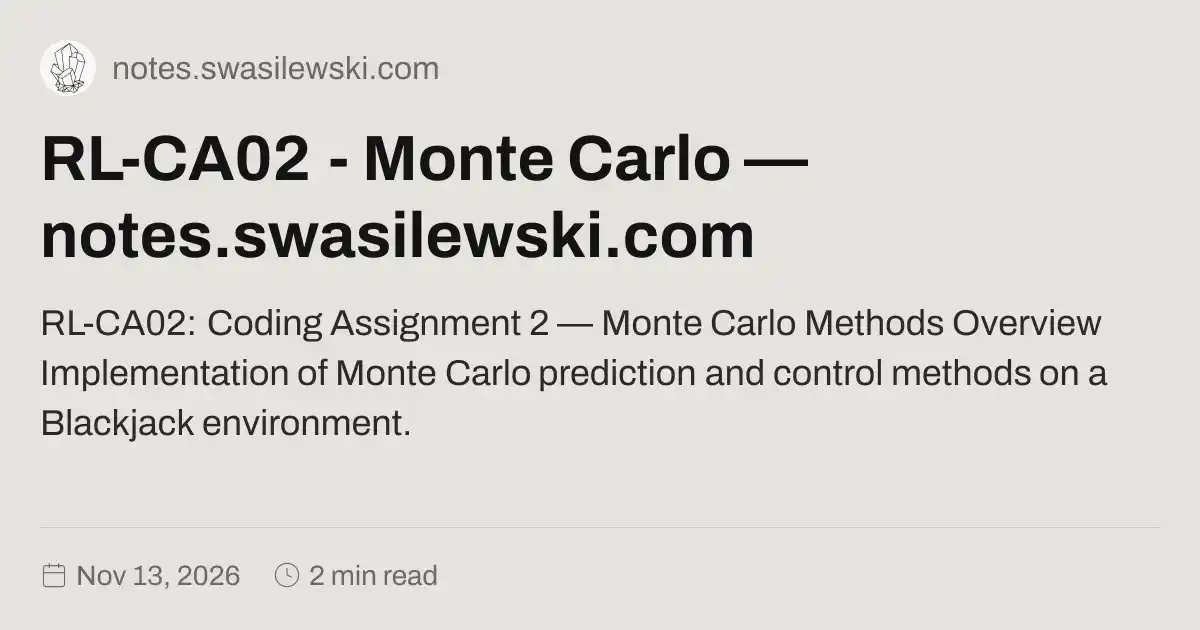 notes.swasilewski.com
RL-CA02 - Monte Carlo —
notes.swasilewski.com
RL-CA02: Coding Assignment 2 — Monte Carlo Methods Overview
Implementation of Monte Carlo prediction and control methods on a
Blackjack environment.
Nov 13, 2026 2 min read